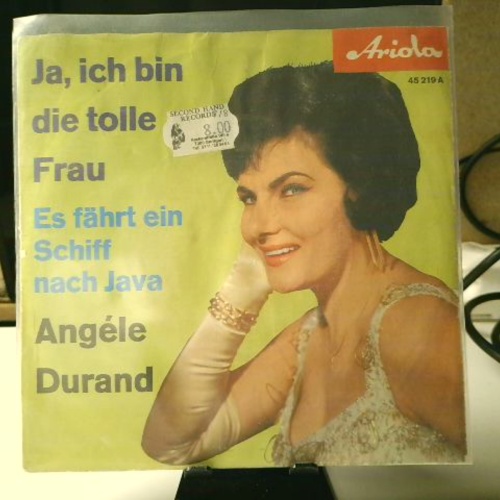 Ariola
45 219 A
Ja, ich bin
die tolle
Frau
SECOND HAND
RECORDS
8.00
Es fährt ein
Schiff
nach Java
Angéle
Durand